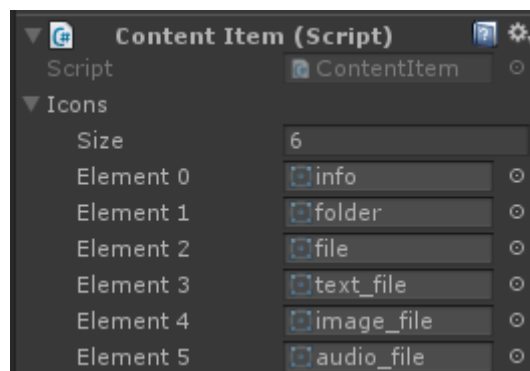 Content Item (Script)
Script ContentItem
Icons
Size 6
Element 0 info
Element 1 folder
Element 2 file
Element 3 text_file
Element 4 image_file
Element 5 audio_file